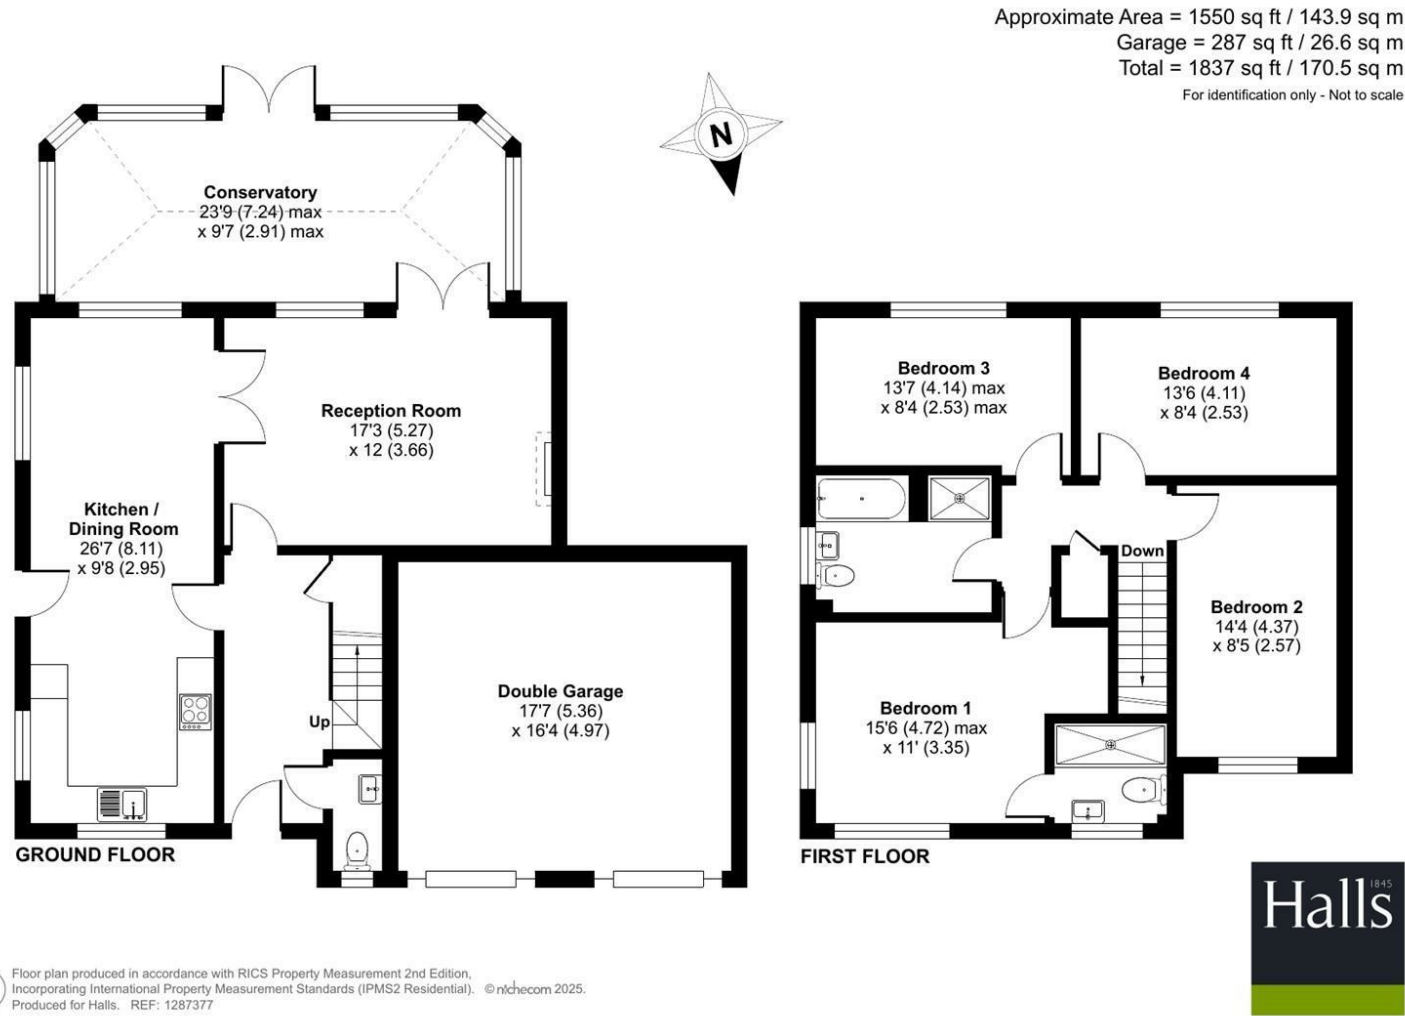 Approximate Area = 1550 sq ft / 143.9 sq m
Garage = 287 sq ft / 26.6 sq m
Total = 1837 sq ft / 170.5 sq m
For identification only - Not to scale
N
Conservatory
23'9 (7.24) max
x 9'7 (2.91) max
Reception Room
17'3 (5.27)
x 12 (3.66)
Kitchen /
Dining Room
26'7 (8.11)
x 9'8 (2.95)
Up
Double Garage
17'7 (5.36)
x 16'4 (4.97)
GROUND FLOOR
Bedroom 3
13'7 (4.14) max
x 8'4 (2.53) max
Bedroom 4
13'6 (4.11)
x 8'4 (2.53)
Down
Bedroom 2
14'4 (4.37)
x 8'5 (2.57)
Bedroom 1
15'6 (4.72) max
x 11' (3.35)
FIRST FLOOR
1845
Halls
Floor plan produced in accordance with RICS Property Measurement 2nd Edition,
Incorporating International Property Measurement Standards (IPMS2 Residential). © nichecom 2025.
Produced for Halls. REF: 1287377